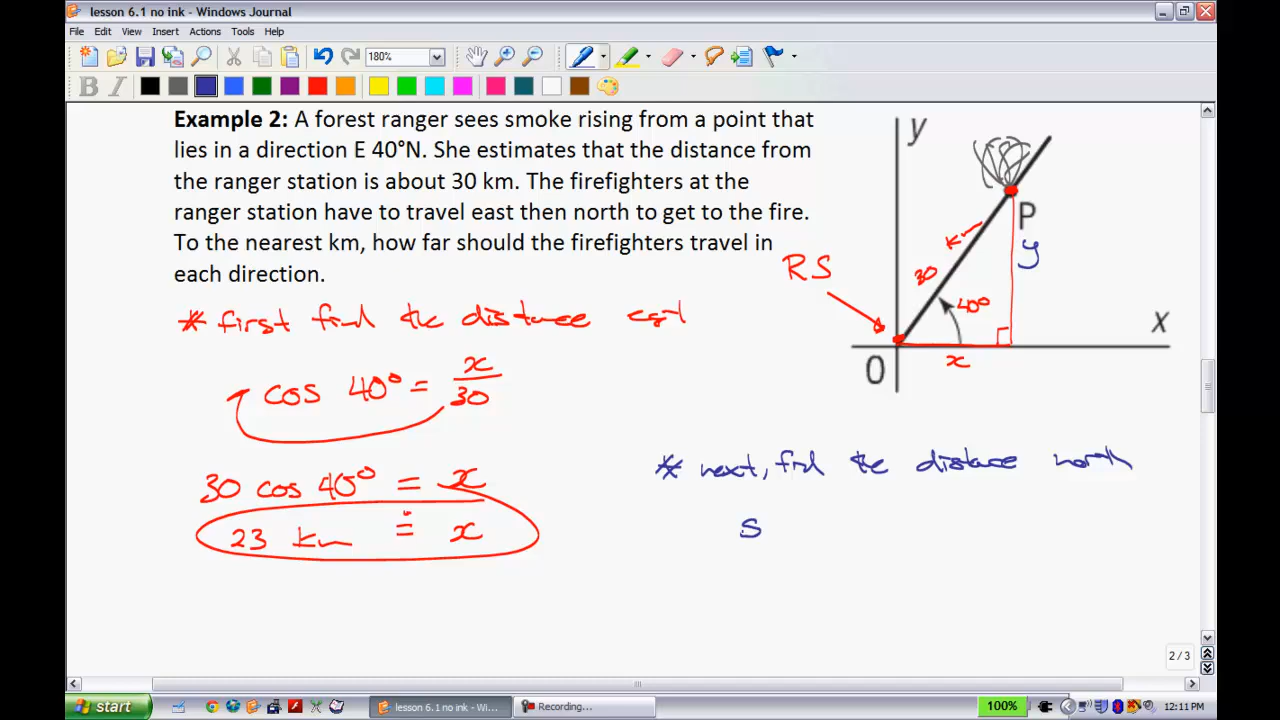 lesson 6.1 no ink - Windows Journal
File Edit View Insert Actions Tools Help
180%
B I
Example 2: A forest ranger sees smoke rising from a point that
lies in a direction E 40°N. She estimates that the distance from
the ranger station is about 30 km. The firefighters at the
ranger station have to travel east then north to get to the fire.
To the nearest km, how far should the firefighters travel in
each direction.
y
P
y
RS
30
40°
x
O
x
* first find the distance east
cos 40° = x/30
30 cos 40° = x
23 km ≐ x
* next, find the distance north
s
2 / 3
start
lesson 6.1 no ink - Wi...
Recording...
100%
12:11 PM